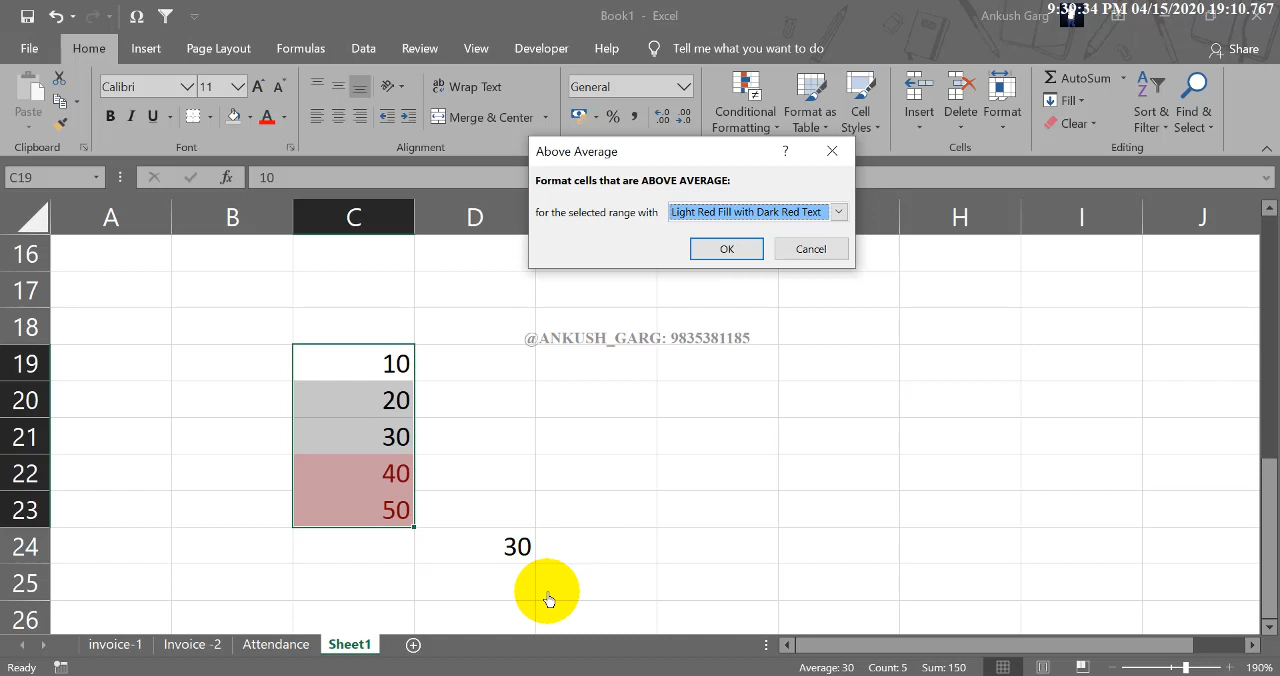 9:39:34 PM 04/15/2020 19:10.767
Book1 - Excel
Ankush Garg
File Home Insert Page Layout Formulas Data Review View Developer Help Tell me what you want to do Share
Paste
Calibri 11
Wrap Text
Merge & Center
General
Conditional Formatting
Format as Table
Cell Styles
Insert
Delete
Format
AutoSum
Fill
Clear
Sort & Filter
Find & Select
Clipboard Font Alignment Cells Editing
Above Average
Format cells that are ABOVE AVERAGE:
for the selected range with Light Red Fill with Dark Red Text
OK Cancel
C19 fx 10
A B C D H I J
16
17
18
@ANKUSH_GARG: 9835381185
19 10
20 20
21 30
22 40
23 50
24 30
25
26
invoice-1 Invoice -2 Attendance Sheet1
Ready Average: 30 Count: 5 Sum: 150 190%